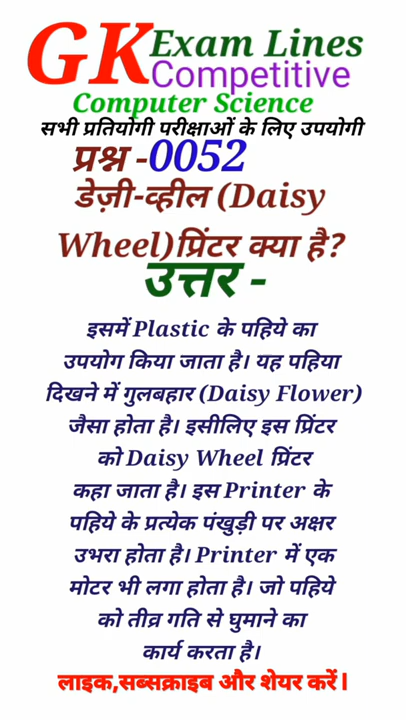 GK Exam Lines
Competitive
Computer Science
सभी प्रतियोगी परीक्षाओं के लिए उपयोगी
प्रश्न -0052
डेज़ी-व्हील (Daisy
Wheel) प्रिंटर क्या है?
उत्तर -
इसमें Plastic के पहिये का
उपयोग किया जाता है। यह पहिया
दिखने में गुलबहार (Daisy Flower)
जैसा होता है। इसीलिए इस प्रिंटर
को Daisy Wheel प्रिंटर
कहा जाता है। इस Printer के
पहिये के प्रत्येक पंखुड़ी पर अक्षर
उभरा होता है। Printer में एक
मोटर भी लगा होता है। जो पहिये
को तीव्र गति से घुमाने का
कार्य करता है।
लाइक,सब्सक्राइब और शेयर करें।